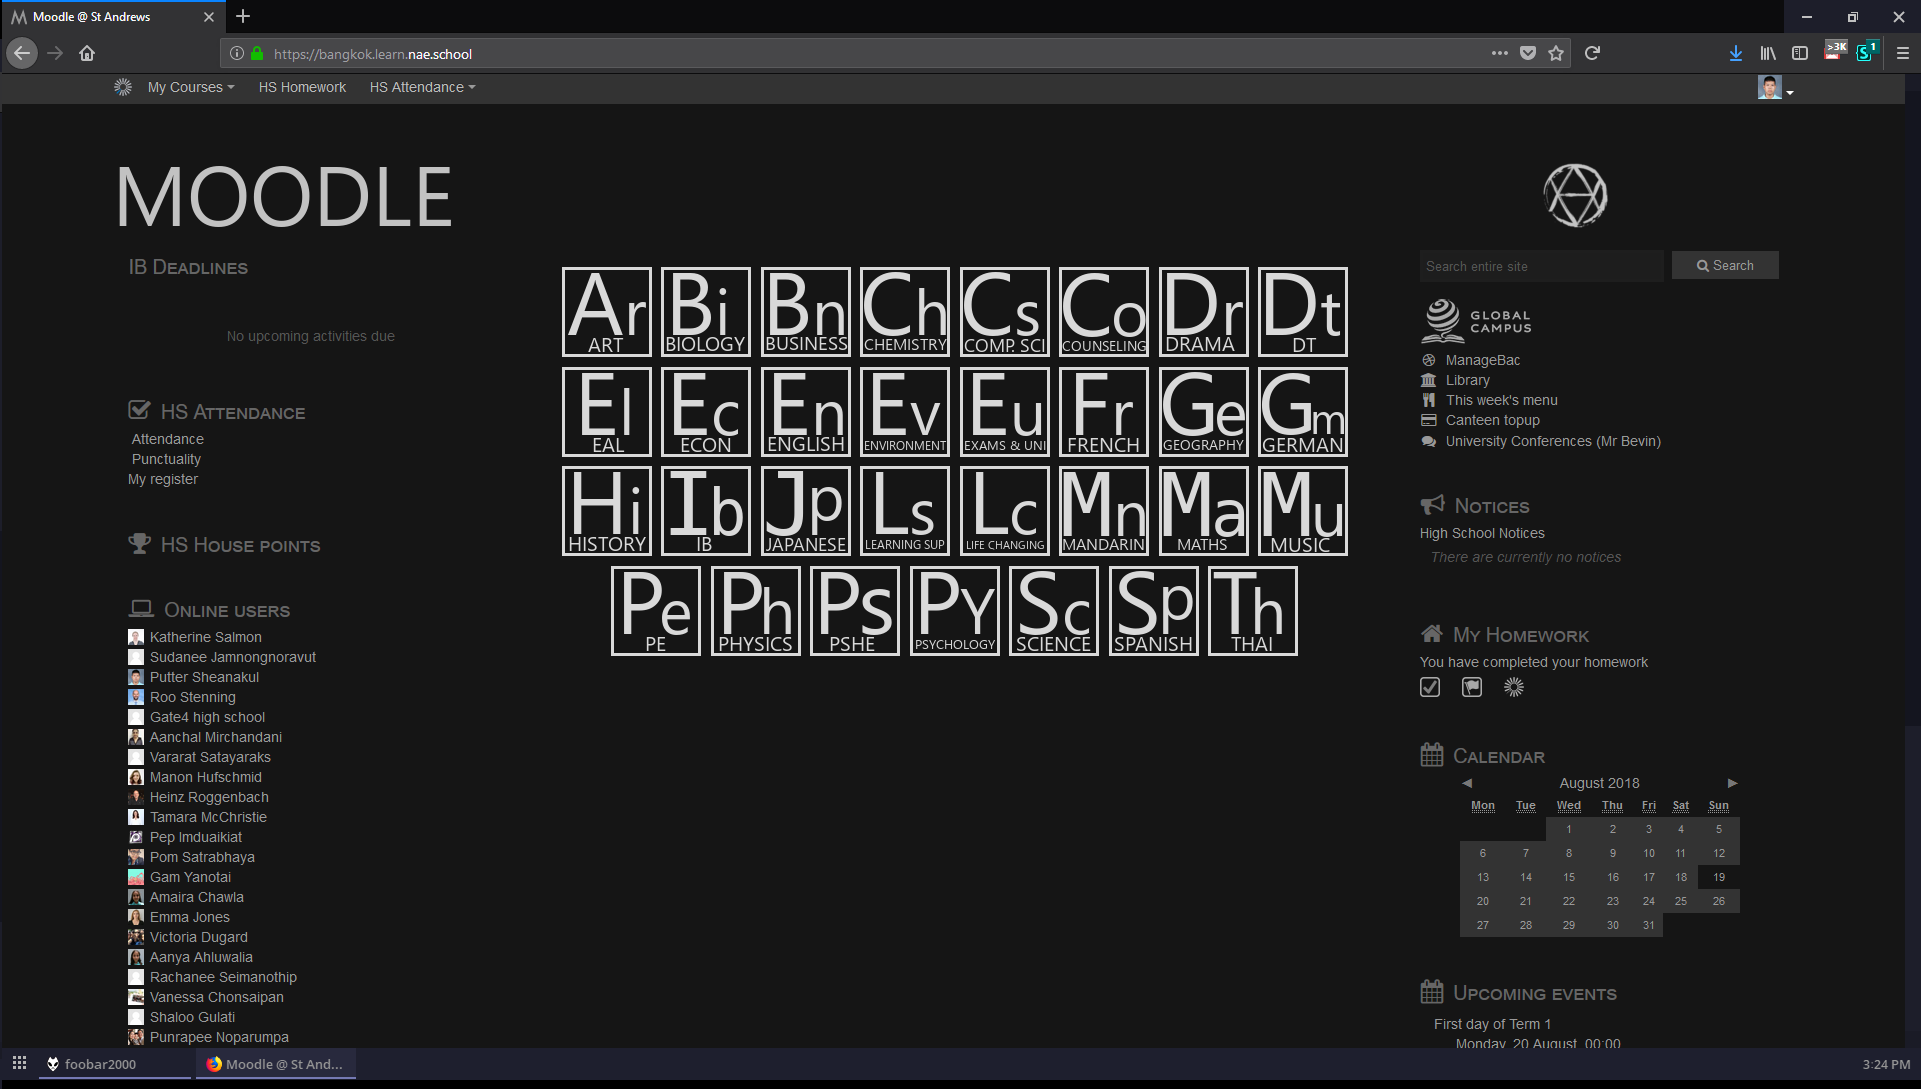 Moodle @ St Andrews
https://bangkok.learn.nae.school
>3K
1
My Courses
HS Homework
HS Attendance
MOODLE
IB Deadlines
No upcoming activities due
HS Attendance
Attendance
Punctuality
My register
HS House points
Online users
Katherine Salmon
Sudanee Jamnongnoravut
Putter Sheanakul
Roo Stenning
Gate4 high school
Aanchal Mirchandani
Vararat Satayaraks
Manon Hufschmid
Heinz Roggenbach
Tamara McChristie
Pep Imduaikiat
Pom Satrabhaya
Gam Yanotai
Amaira Chawla
Emma Jones
Victoria Dugard
Aanya Ahluwalia
Rachanee Seimanothip
Vanessa Chonsaipan
Shaloo Gulati
Punrapee Noparumpa
Ar Bi Bn Ch Cs Co Dr Dt
ART BIOLOGY BUSINESS CHEMISTRY COMP. SCI COUNSELING DRAMA DT
El Ec En Ev Eu Fr Ge Gm
EAL ECON ENGLISH ENVIRONMENT EXAMS & UNI FRENCH GEOGRAPHY GERMAN
Hi Ib Jp Ls Lc Mn Ma Mu
HISTORY IB JAPANESE LEARNING SUP LIFE CHANGING MANDARIN MATHS MUSIC
Pe Ph Ps PY Sc Sp Th
PE PHYSICS PSHE PSYCHOLOGY SCIENCE SPANISH THAI
Search entire site
Search
GLOBAL
CAMPUS
ManageBac
Library
This week's menu
Canteen topup
University Conferences (Mr Bevin)
Notices
High School Notices
There are currently no notices
My Homework
You have completed your homework
Calendar
◄ August 2018 ►
Mon Tue Wed Thu Fri Sat Sun
1 2 3 4 5
6 7 8 9 10 11 12
13 14 15 16 17 18 19
20 21 22 23 24 25 26
27 28 29 30 31
Upcoming events
First day of Term 1
Monday, 20 August, 00:00
foobar2000
Moodle @ St And...
3:24 PM